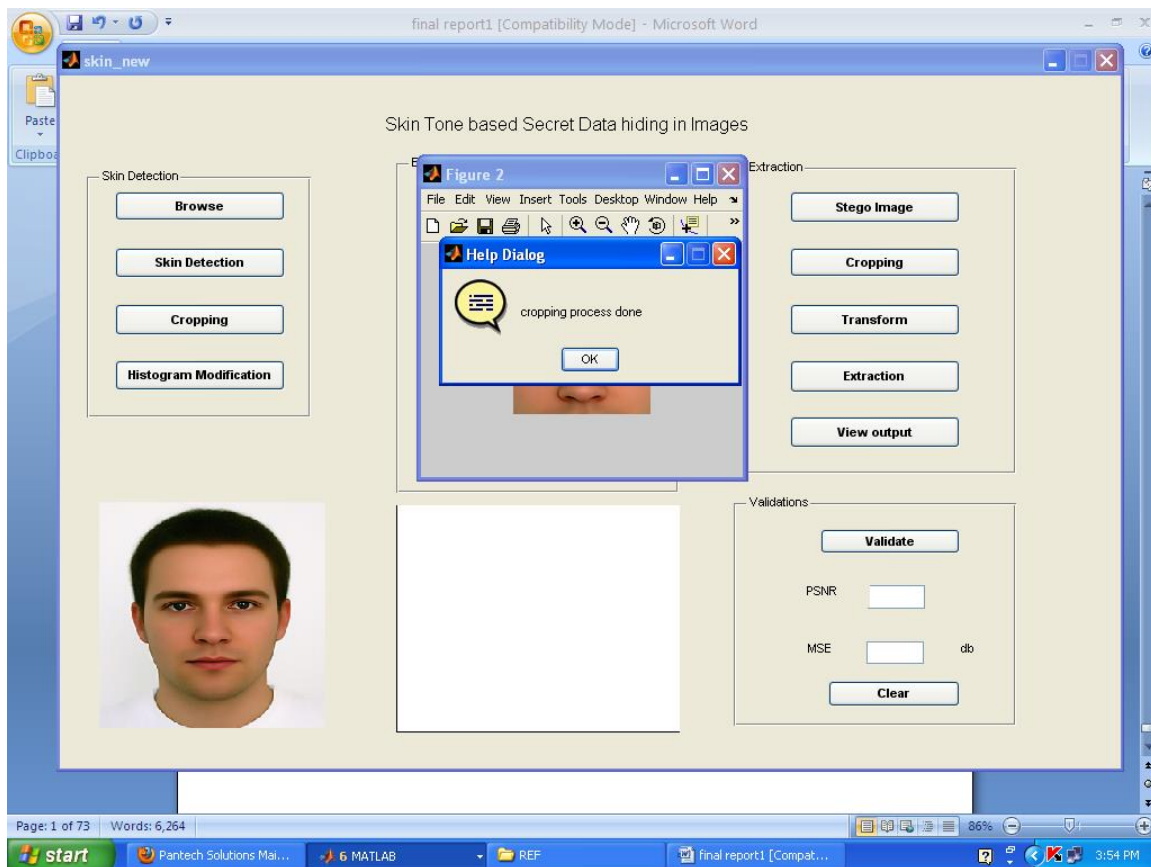 final report1 [Compatibility Mode] - Microsoft Word
skin_new
Paste
Skin Tone based Secret Data hiding in Images
Skin Detection
Browse
Skin Detection
Cropping
Histogram Modification
Figure 2
File Edit View Insert Tools Desktop Window Help
Help Dialog
cropping process done
OK
Extraction
Stego Image
Cropping
Transform
Extraction
View output
Validations
Validate
PSNR
MSE
db
Clear
Page: 1 of 73
Words: 6,264
86%
start
Pantech Solutions Mai...
6 MATLAB
REF
final report1 [Compat...
3:54 PM